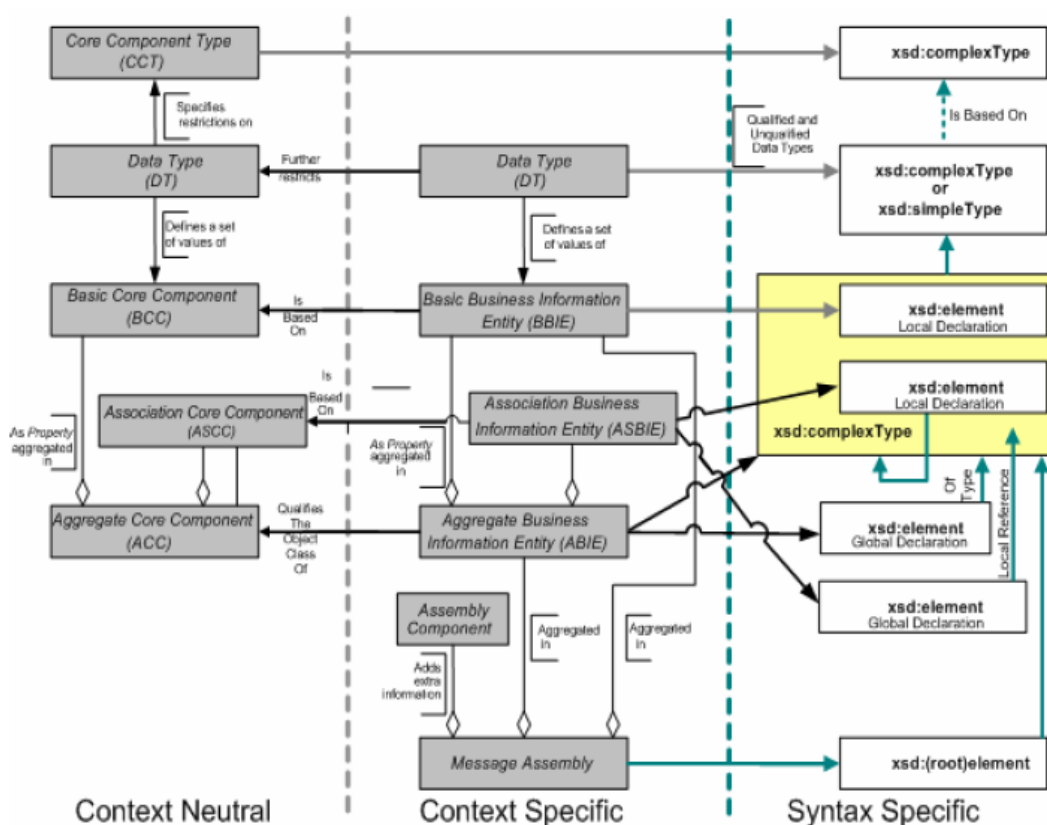 Core Component Type
(CCT)
xsd:complexType
Specifies
restrictions on
Qualified and
Unqualified
Data Types
Is Based On
Data Type
(DT)
Further
restricts
Data Type
(DT)
xsd:complexType
or
xsd:simpleType
Defines a set
of values of
Defines a set
of values of
Basic Core Component
(BCC)
Is
Based
On
Basic Business Information
Entity (BBIE)
xsd:element
Local Declaration
Is
Based
On
Association Core Component
(ASCC)
Association Business
Information Entity (ASBIE)
xsd:element
Local Declaration
xsd:complexType
As Property
aggregated
in
As Property
aggregated
in
Of
Type
Aggregate Core Component
(ACC)
Qualifies
The
Object
Class
Of
Aggregate Business
Information Entity (ABIE)
xsd:element
Global Declaration
Local Reference
xsd:element
Global Declaration
Assembly
Component
Adds
extra
information
Aggregated
in
Aggregated
in
Message Assembly
xsd:(root)element
Context Neutral
Context Specific
Syntax Specific